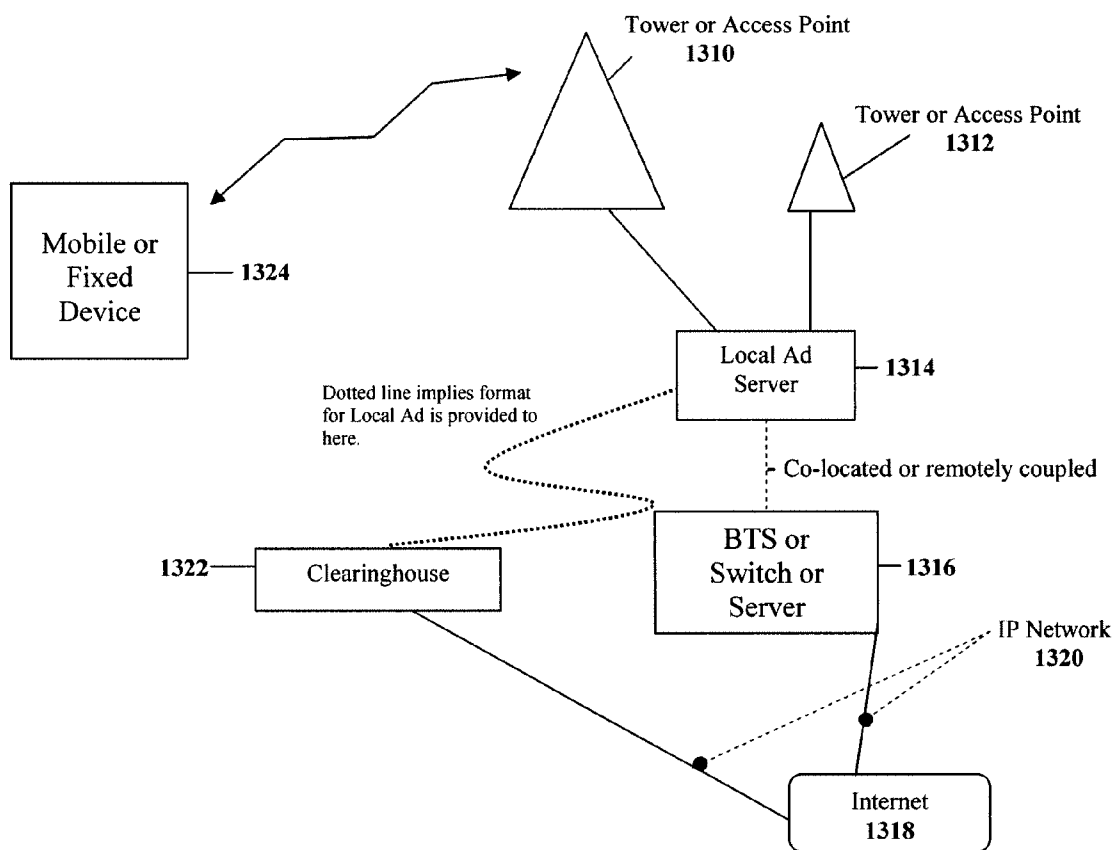 Tower or Access Point
1310
Tower or Access Point
1312
Mobile or
Fixed
Device
1324
Local Ad
Server
1314
Dotted line implies format
for Local Ad is provided to
here.
Co-located or remotely coupled
1322
Clearinghouse
BTS or
Switch or
Server
1316
IP Network
1320
Internet
1318